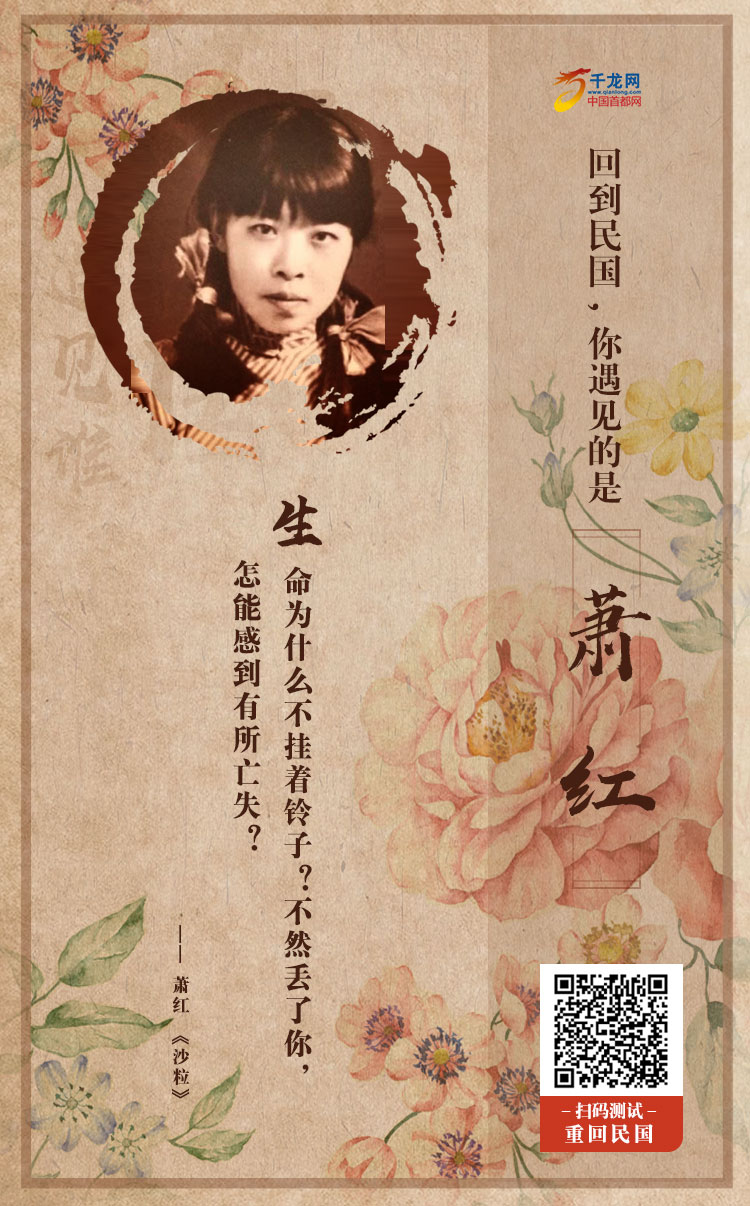 千龙网
www.qianlong.com
中国首都网
回到民国，你遇见的是
萧红
生命为什么不挂着铃子？不然丢了你，
怎能感到有所亡失？
——萧红《沙粒》
见
谁
–扫码测试–
重回民国